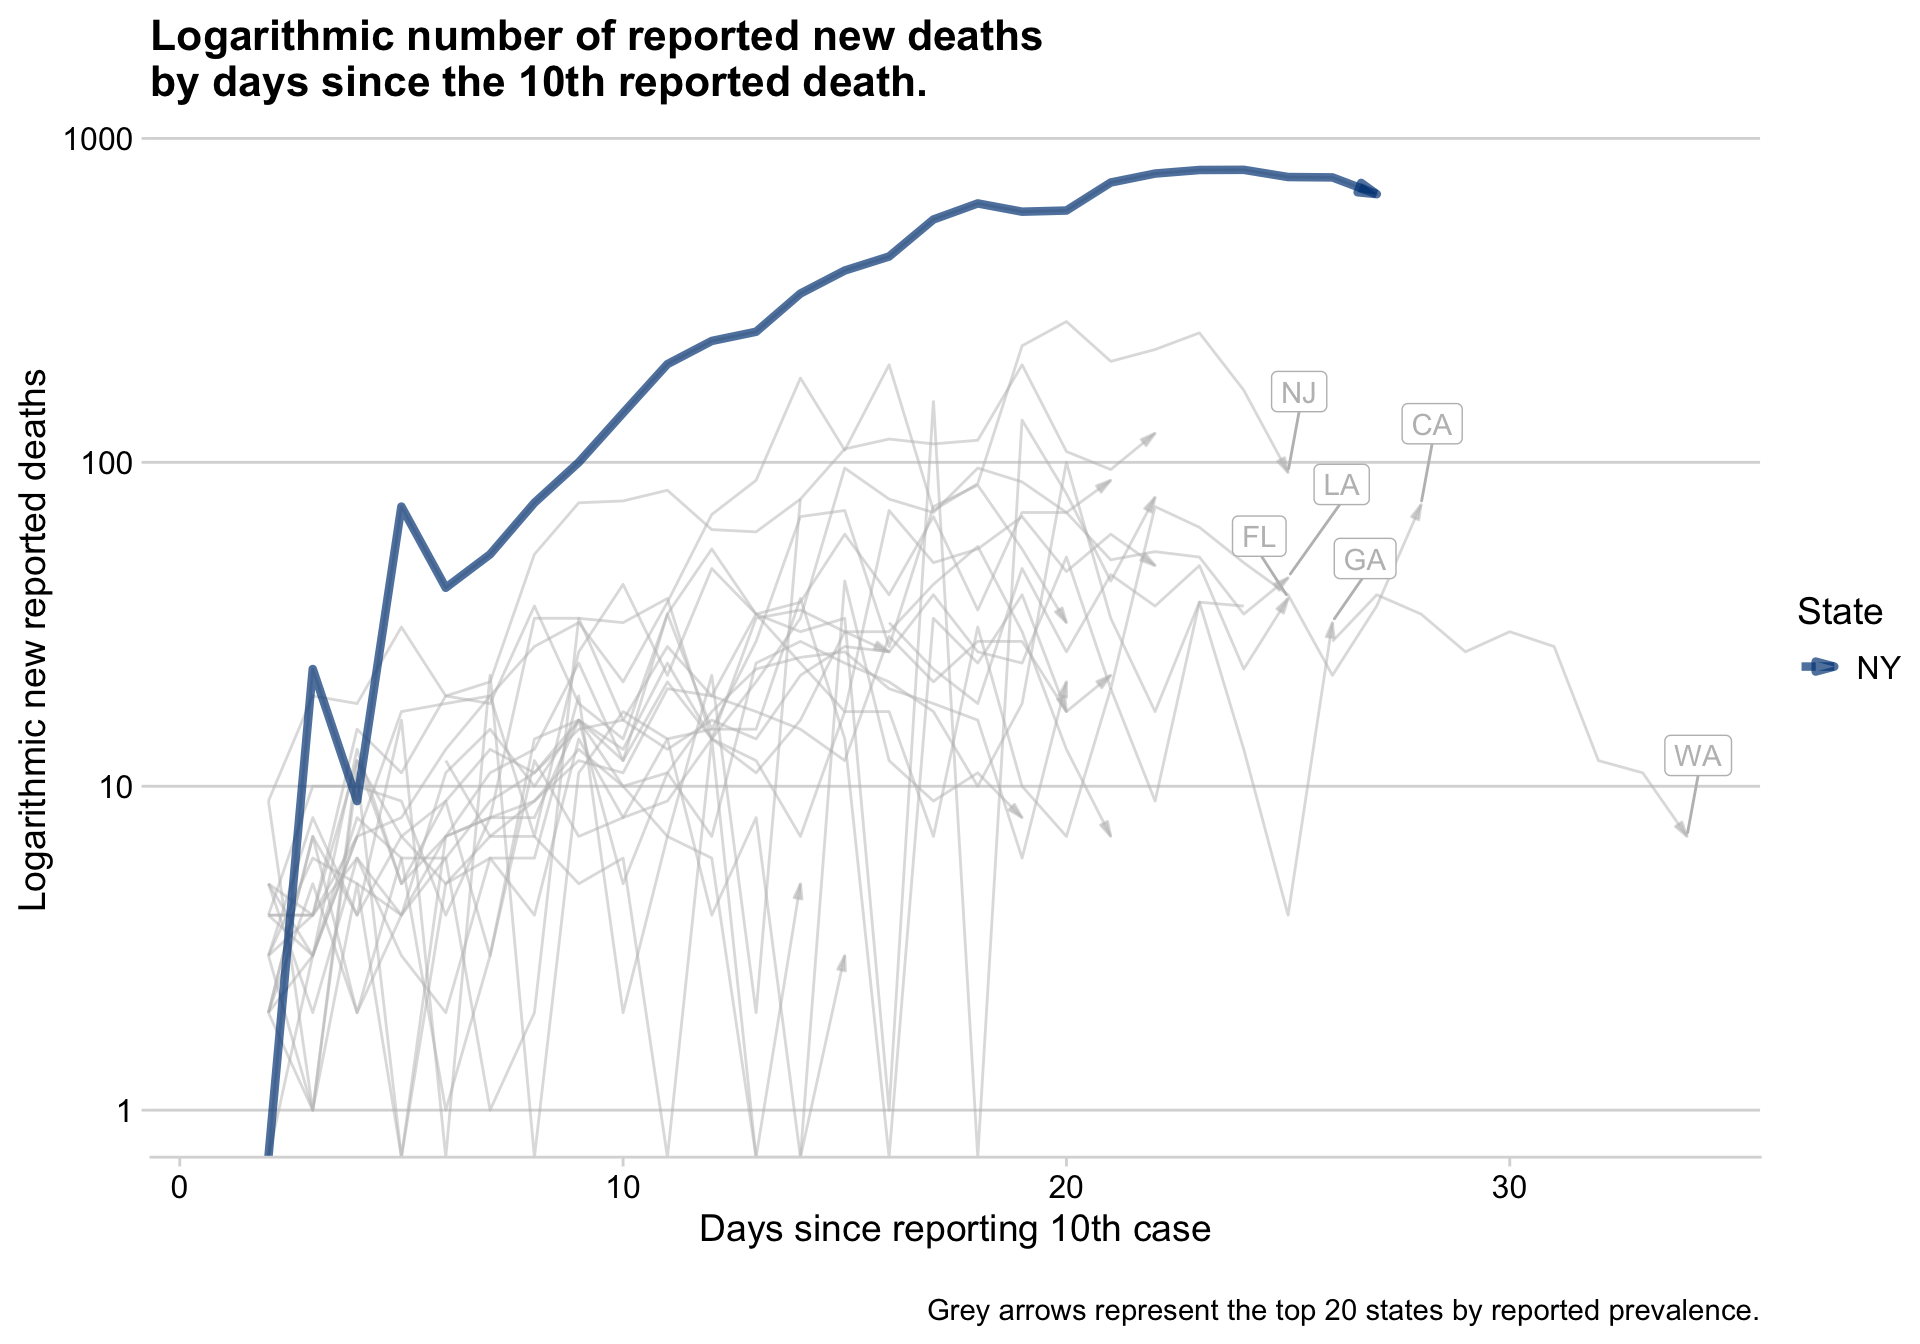 Logarithmic number of reported new deaths
by days since the 10th reported death.
Logarithmic new reported deaths
1000
100
10
1
NJ
CA
LA
FL
GA
WA
State
NY
0 10 20 30
Days since reporting 10th case
Grey arrows represent the top 20 states by reported prevalence.